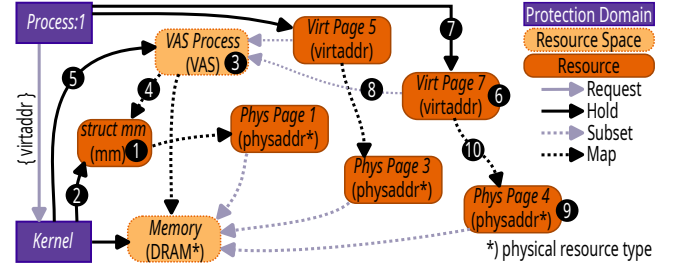 Process:1
Virt Page 5
(virtaddr)
7
Protection Domain
Resource Space
Resource
Request
Hold
Subset
Map
VAS Process
(VAS) 3
5
4
8
Virt Page 7
(virtaddr) 6
{ virtaddr }
struct mm
(mm) 1
Phys Page 1
(physaddr*)
10
2
Phys Page 3
(physaddr*)
Phys Page 4
(physaddr*) 9
Kernel
Memory
(DRAM*)
*) physical resource type